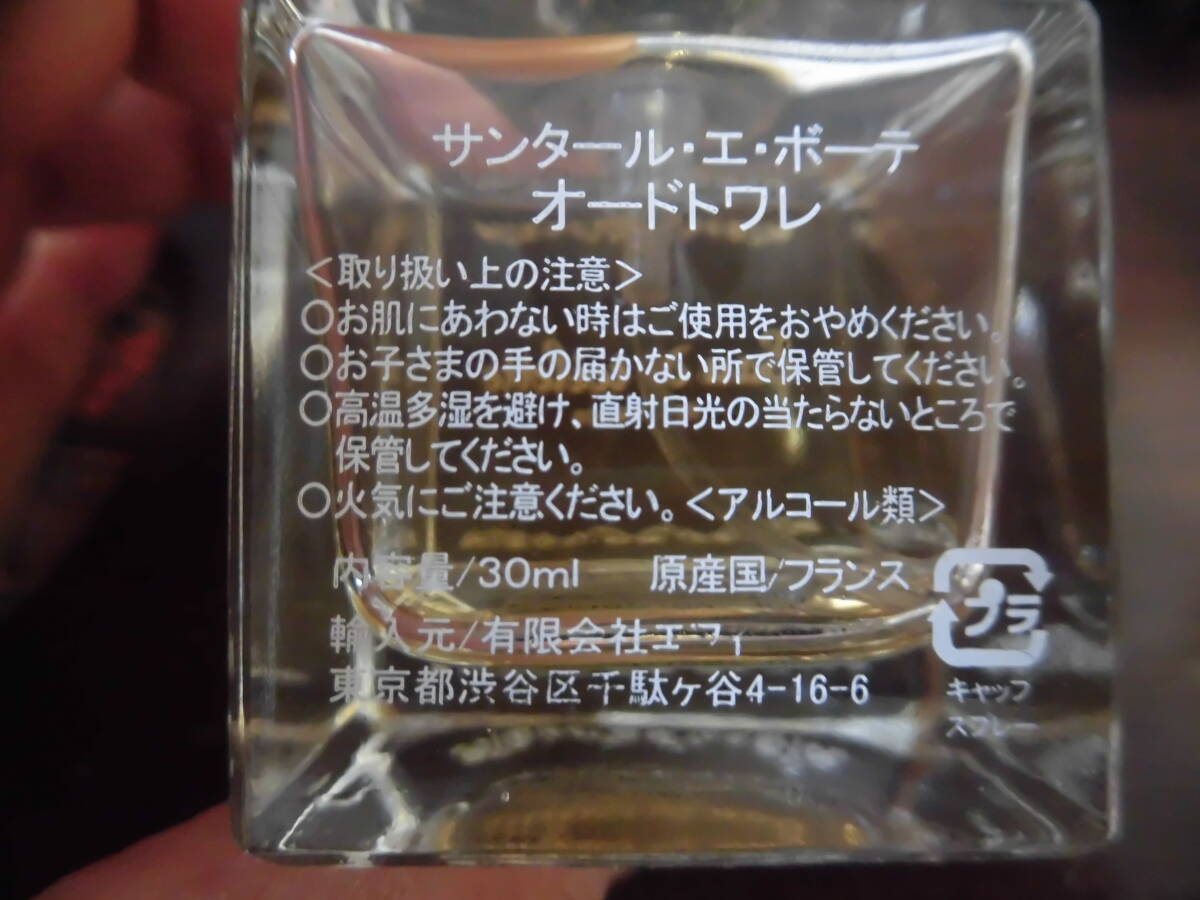 サンタール・エ・ボーテ
オードトワレ
＜取り扱い上の注意＞
○お肌にあわない時はご使用をおやめください。
○お子さまの手の届かない所で保管してください。
○高温多湿を避け、直射日光の当たらないところで
保管してください。
○火気にご注意ください。＜アルコール類＞
内容量/30ml 原産国/フランス
輸入元/有限会社
東京都渋谷区千駄ヶ谷4-16-6
プラ
キャップ
スプレー